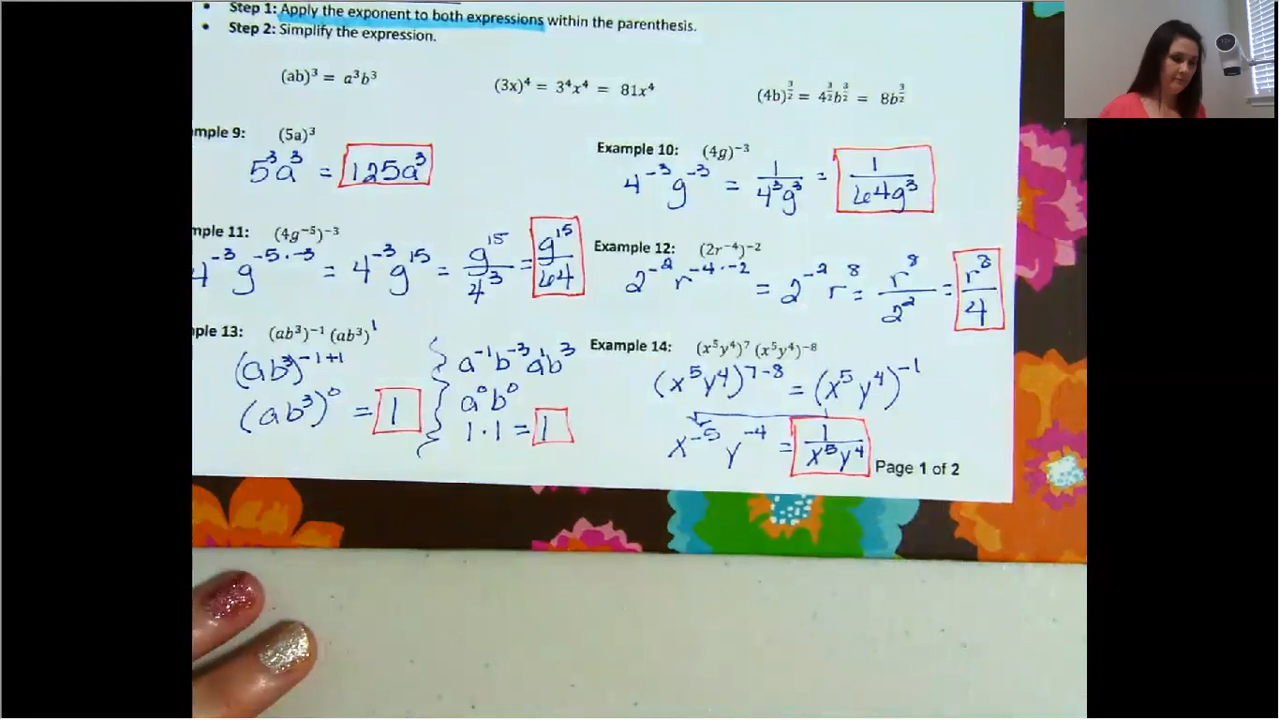 • Step 1: Apply the exponent to both expressions within the parenthesis.
• Step 2: Simplify the expression.
(ab)³ = a³b³
(3x)⁴ = 3⁴x⁴ = 81x⁴
(4b)^(3/2) = 4^(3/2)b^(3/2) = 8b^(3/2)
mple 9: (5a)³
5³a³ = 125a³
Example 10: (4g)⁻³
4⁻³g⁻³ = 1/(4³g³) = 1/(64g³)
mple 11: (4g⁻⁵)⁻³
4⁻³g⁻⁵·⁻³ = 4⁻³g¹⁵ = g¹⁵/4³ = g¹⁵/64
Example 12: (2r⁻⁴)⁻²
2⁻²r⁻⁴·⁻² = 2⁻²r⁸ = r⁸/2² = r⁸/4
ple 13: (ab³)⁻¹ (ab³)¹
(ab³)⁻¹⁺¹
(ab³)⁰ = 1
a⁻¹b⁻³a¹b³
a⁰b⁰
1·1 = 1
Example 14: (x⁵y⁴)⁷ (x⁵y⁴)⁻⁸
(x⁵y⁴)⁷⁻⁸ = (x⁵y⁴)⁻¹
x⁻⁵y⁻⁴ = 1/(x⁵y⁴)
Page 1 of 2